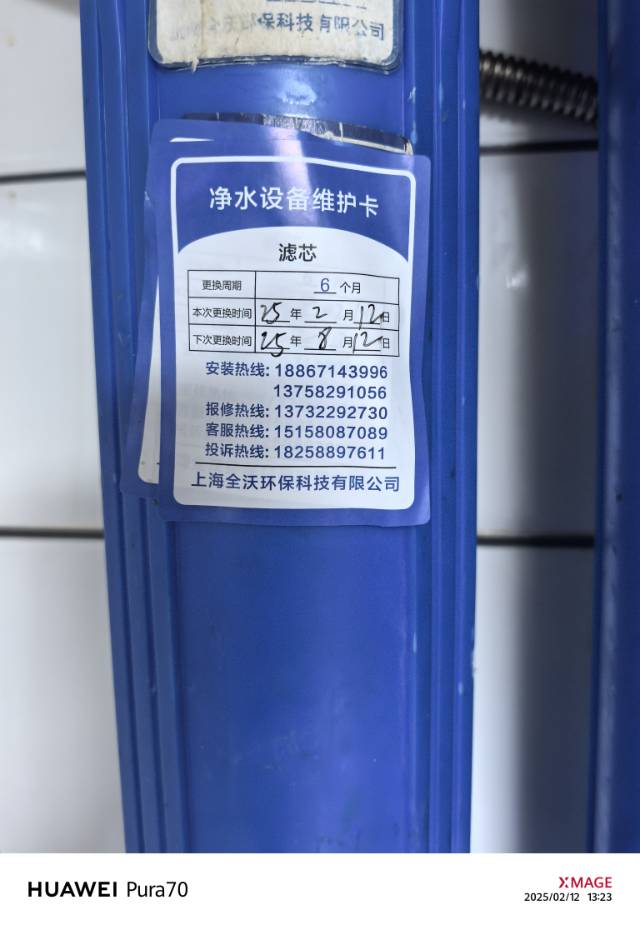 保科技有限公司
净水设备维护卡
滤芯
更换周期 6 个月
本次更换时间 25 年 2 月 12 日
下次更换时间 25 年 8 月 12 日
安装热线: 18867143996
13758291056
报修热线: 13732292730
客服热线: 15158087089
投诉热线: 18258897611
上海全沃环保科技有限公司
HUAWEI Pura70
XMAGE
2025/02/12 13:23